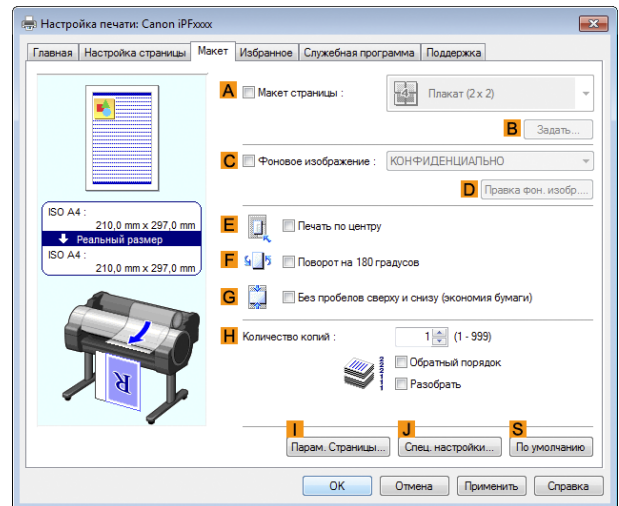 Настройка печати: Canon iPFxxxx
Главная Настройка страницы Макет Избранное Служебная программа Поддержка
A Макет страницы : 4 Плакат (2 x 2)
B Задать...
C Фоновое изображение : КОНФИДЕНЦИАЛЬНО
D Правка фон. изобр....
ISO A4 :
210,0 mm x 297,0 mm
Реальный размер
ISO A4 :
210,0 mm x 297,0 mm
E Печать по центру
F Поворот на 180 градусов
G Без пробелов сверху и снизу (экономия бумаги)
R
H Количество копий : 1 (1 - 999)
Обратный порядок
Разобрать
I J S
Парам. Страницы... Спец. настройки... По умолчанию
OK Отмена Применить Справка